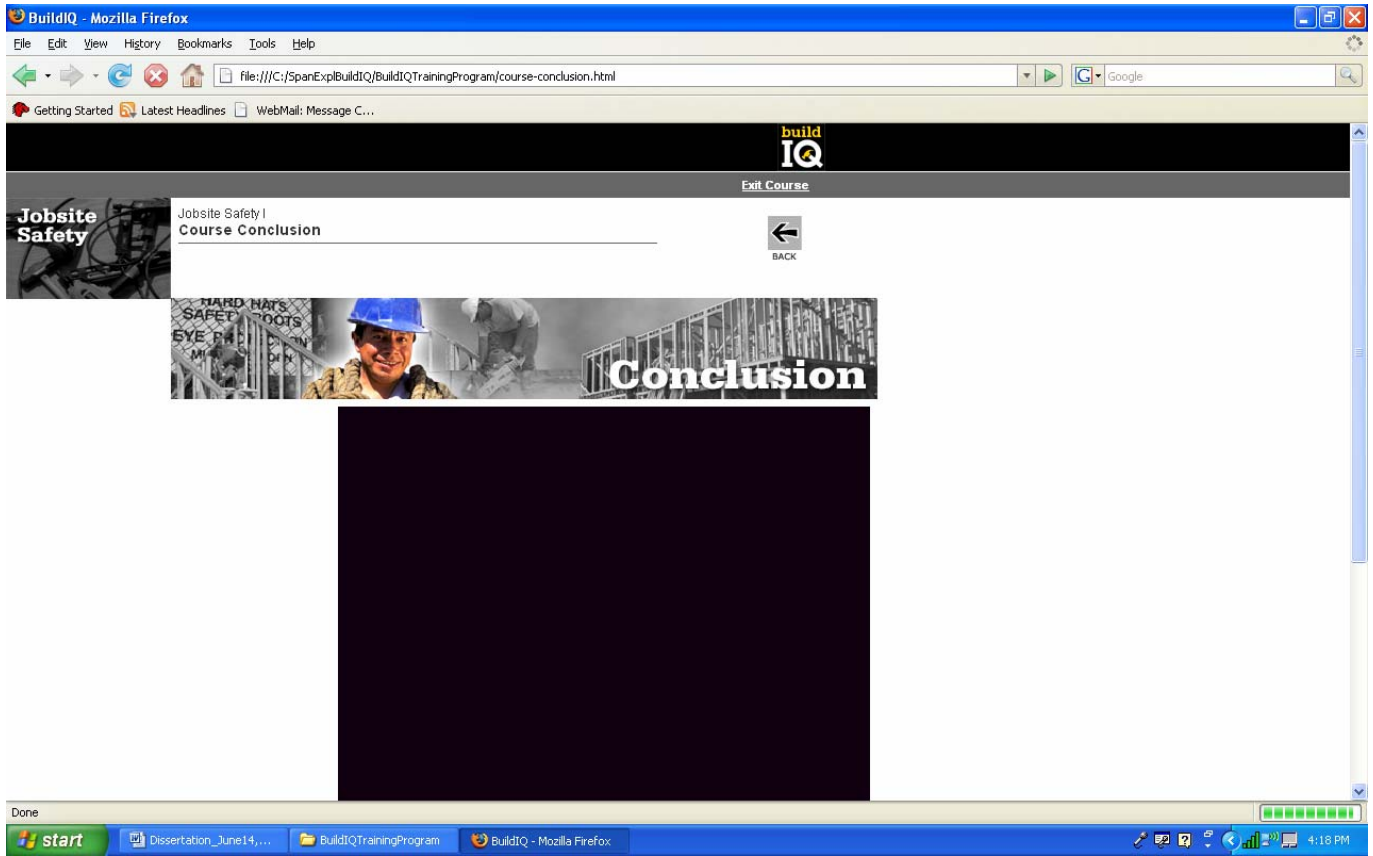 BuildIQ - Mozilla Firefox
File Edit View History Bookmarks Tools Help
file:///C:/SpanExplBuildIQ/BuildIQTrainingProgram/course-conclusion.html
G Google
Getting Started Latest Headlines WebMail: Message C...
build
IQ
Exit Course
Jobsite
Safety
Jobsite Safety I
Course Conclusion
BACK
HARD HATS
SAFETY BOOTS
EYE
Conclusion
Done
start Dissertation_June14,... BuildIQTrainingProgram BuildIQ - Mozilla Firefox 4:18 PM